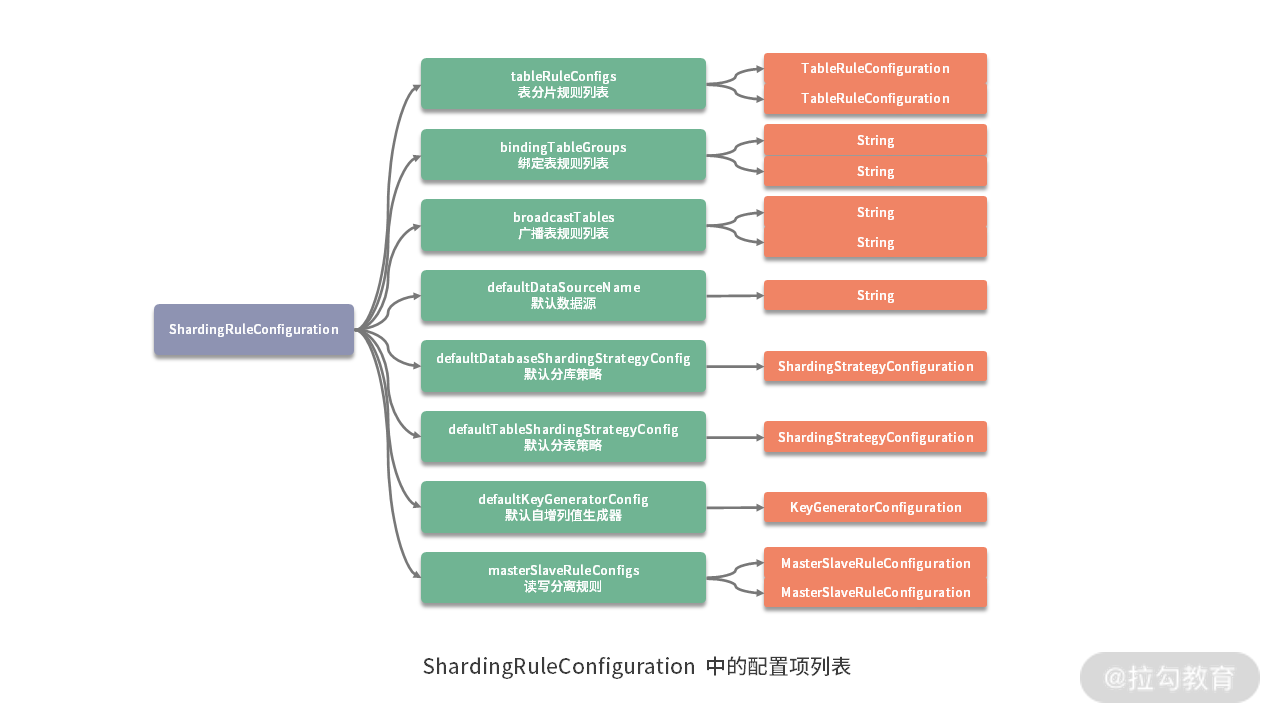 ShardingRuleConfiguration
tableRuleConfigs
表分片规则列表
TableRuleConfiguration
TableRuleConfiguration
bindingTableGroups
绑定表规则列表
String
String
broadcastTables
广播表规则列表
String
String
defaultDataSourceName
默认数据源
String
defaultDatabaseShardingStrategyConfig
默认分库策略
ShardingStrategyConfiguration
defaultTableShardingStrategyConfig
默认分表策略
ShardingStrategyConfiguration
defaultKeyGeneratorConfig
默认自增列值生成器
KeyGeneratorConfiguration
masterSlaveRuleConfigs
读写分离规则
MasterSlaveRuleConfiguration
MasterSlaveRuleConfiguration
ShardingRuleConfiguration 中的配置项列表
@拉勾教育